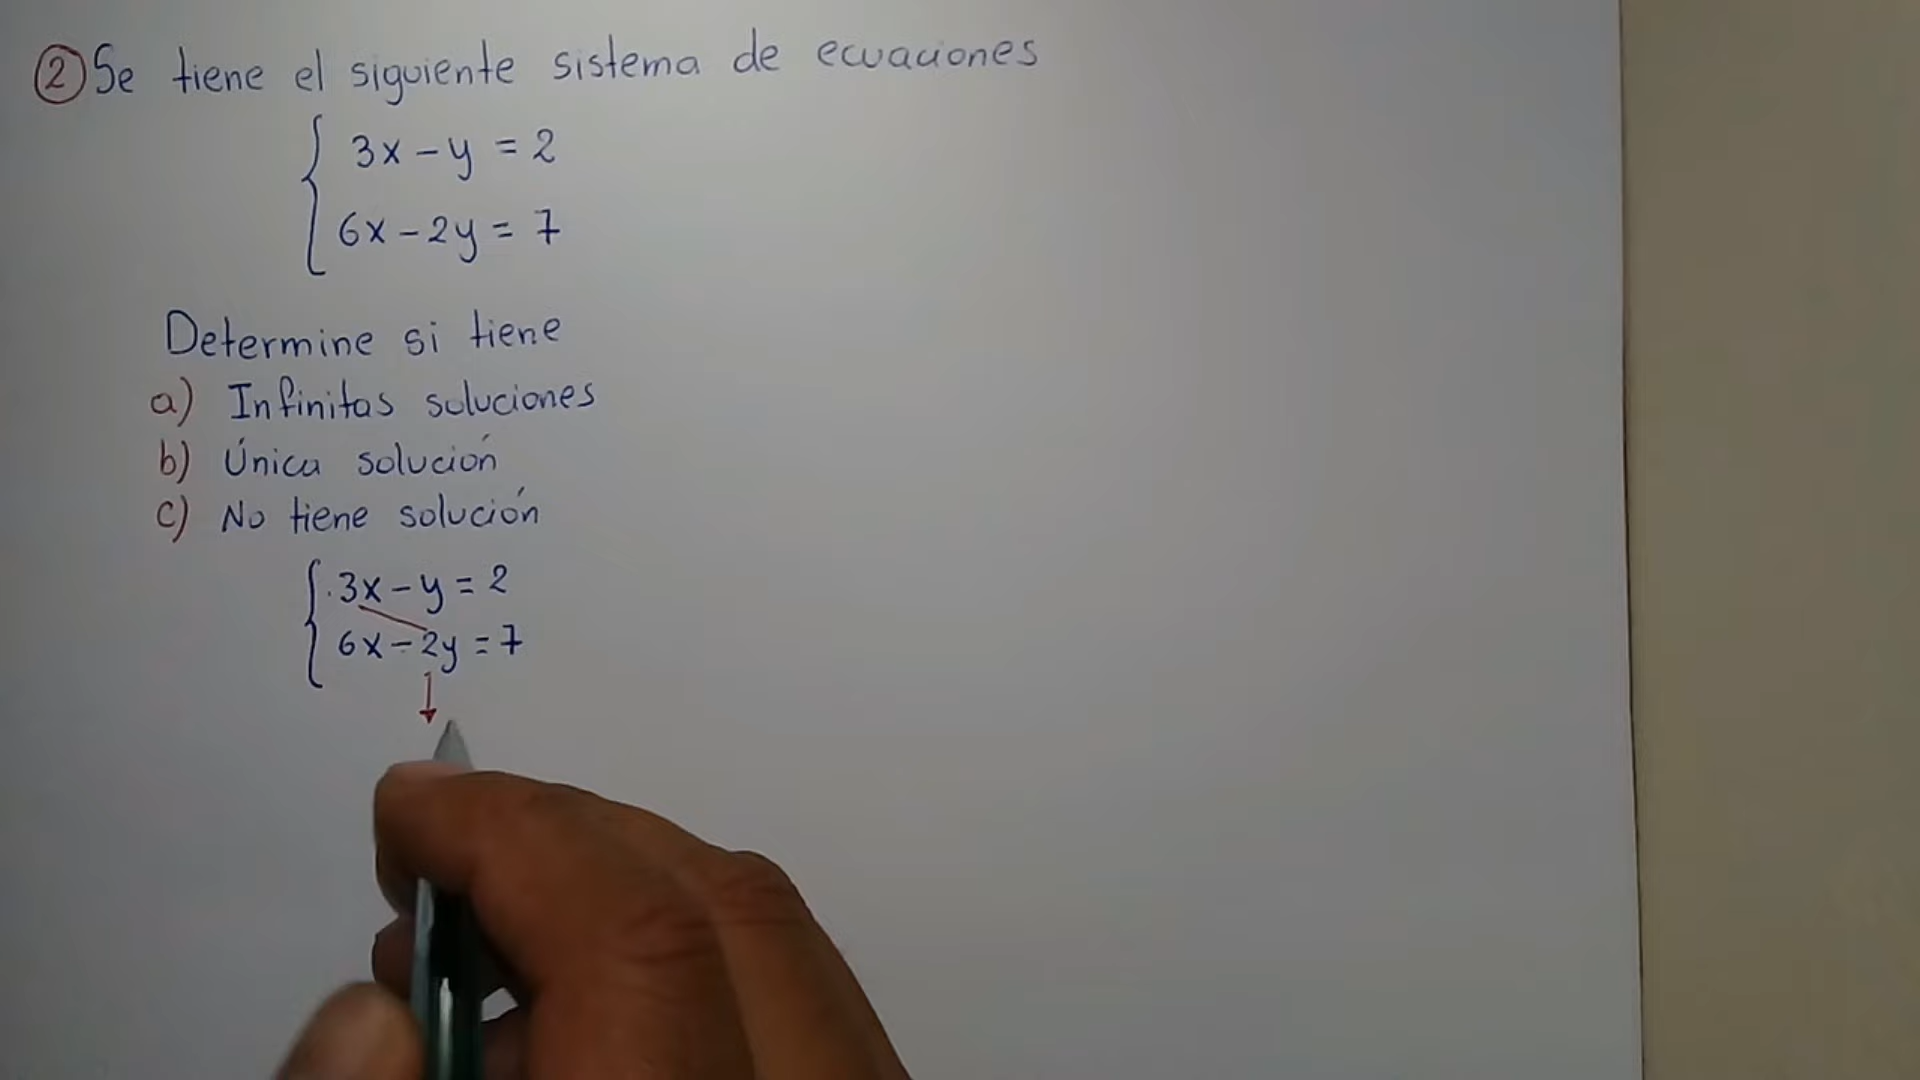 ② Se tiene el siguiente sistema de ecuaciones
3x - y = 2
6x - 2y = 7
Determine si tiene
a) Infinitas soluciones
b) Única solución
c) No tiene solución
3x - y = 2
6x - 2y = 7